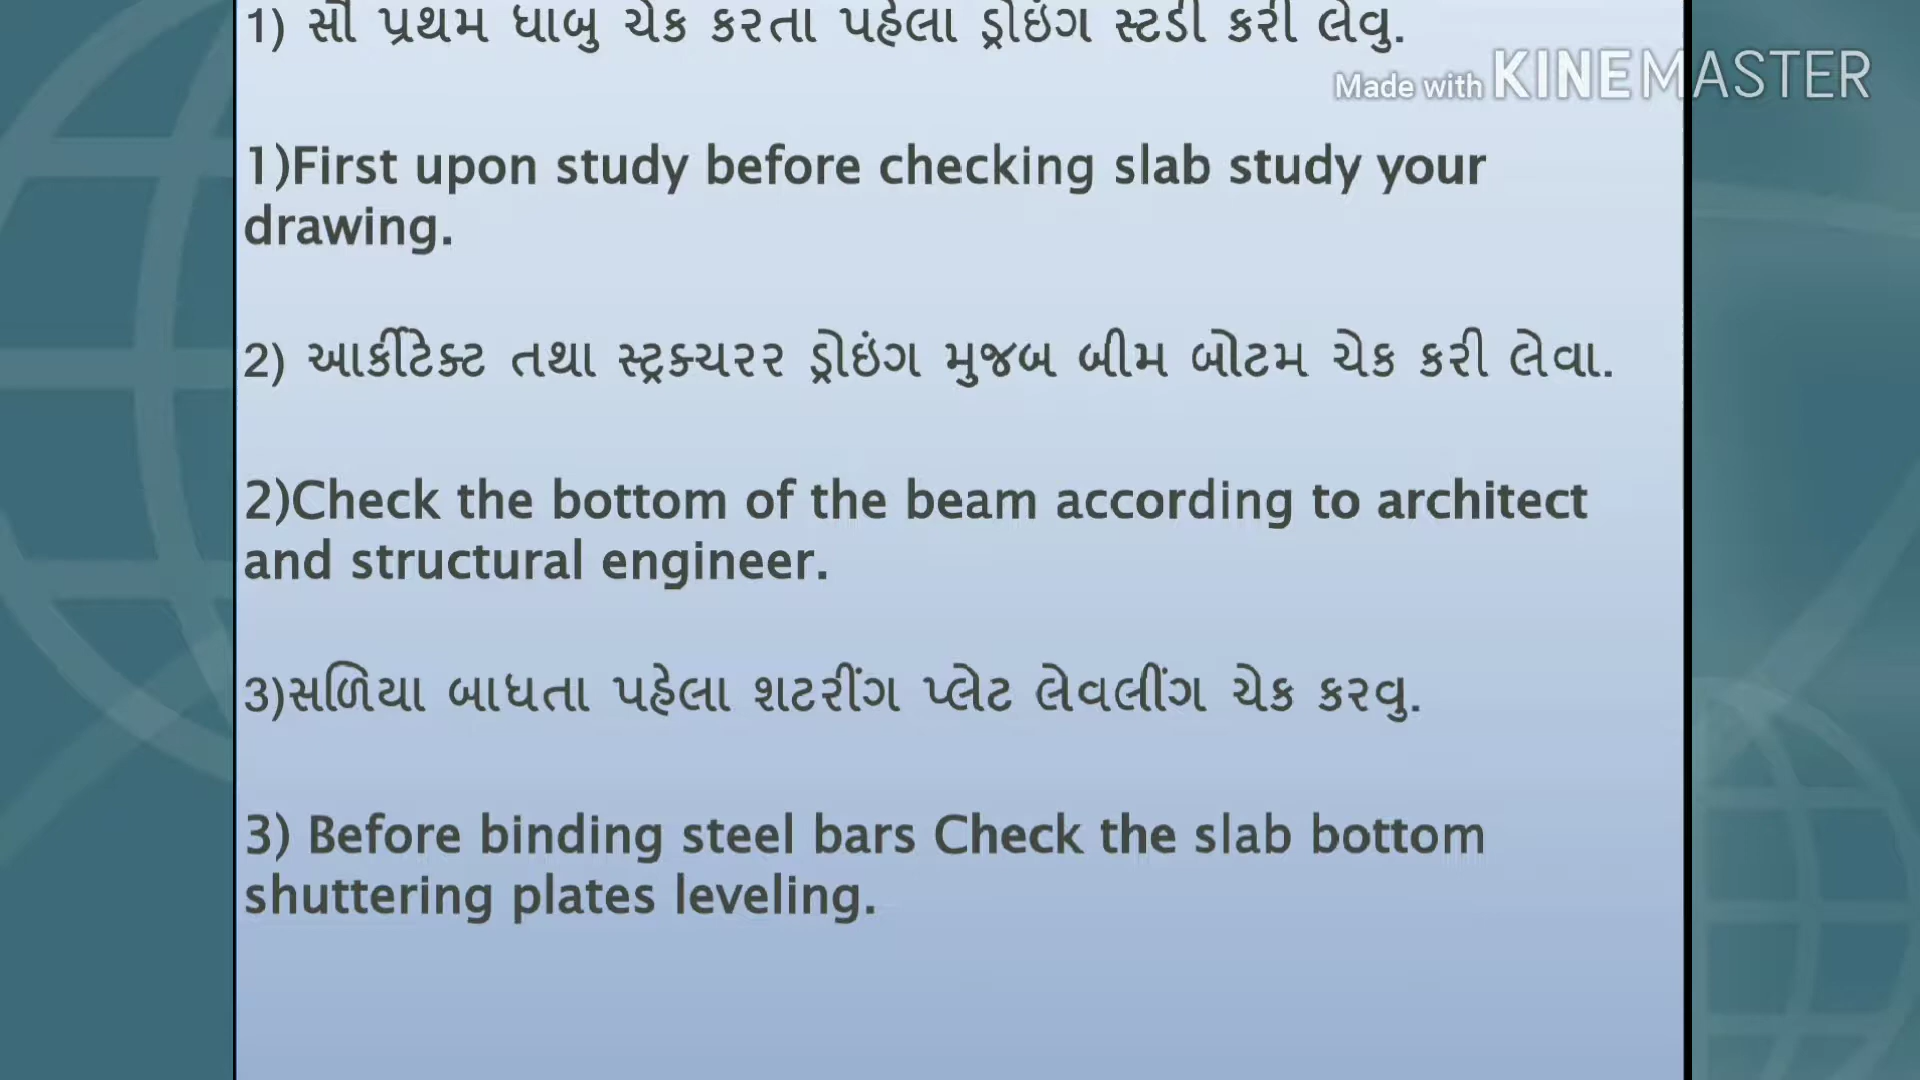 1) સૌ પ્રથમ ધાબુ ચેક કરતા પહેલા ડ્રોઇંગ સ્ટડી કરી લેવુ.
Made with KINEMASTER
1)First upon study before checking slab study your
drawing.
2) આર્કીટેક્ટ તથા સ્ટ્રક્ચરર ડ્રોઇંગ મુજબ બીમ બોટમ ચેક કરી લેવા.
2)Check the bottom of the beam according to architect
and structural engineer.
3)સળિયા બાધતા પહેલા શટરીંગ પ્લેટ લેવલીંગ ચેક કરવુ.
3) Before binding steel bars Check the slab bottom
shuttering plates leveling.